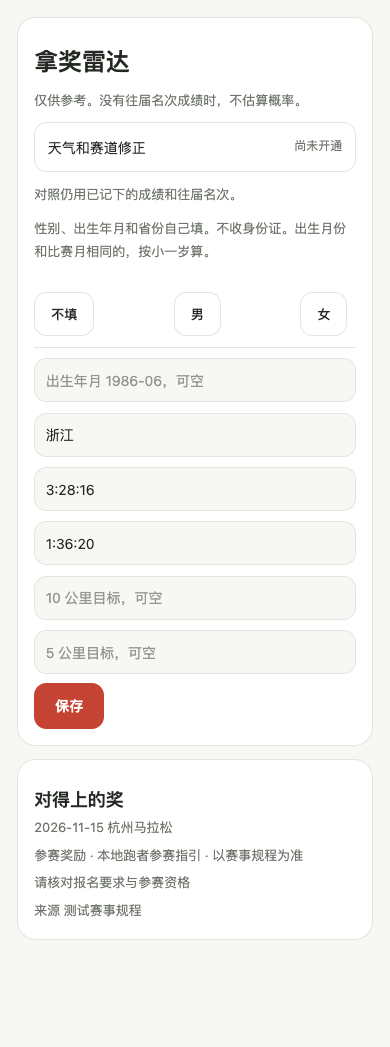 拿奖雷达
仅供参考。没有往届名次成绩时，不估算概率。
天气和赛道修正
尚未开通
对照仍用已记下的成绩和往届名次。
性别、出生年月和省份自己填。不收身份证。出生月份
和比赛月相同的，按小一岁算。
不填
男
女
出生年月 1986-06，可空
浙江
3:28:16
1:36:20
10 公里目标，可空
5 公里目标，可空
保存
对得上的奖
2026-11-15 杭州马拉松
参赛奖励 · 本地跑者参赛指引 · 以赛事规程为准
请核对报名要求与参赛资格
来源 测试赛事规程